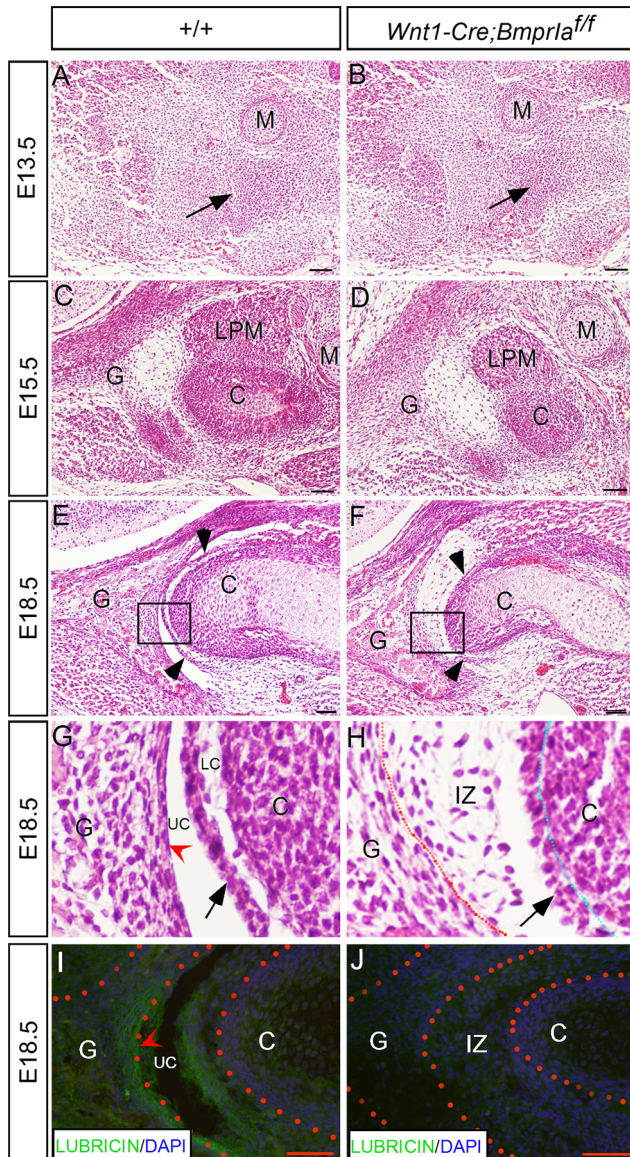 +/+ Wnt1-Cre;BmprIa^f/f
E13.5
A B
M M
E15.5
C D
LPM LPM M
M
G C G C
E18.5
E F
G C G C
E18.5
G H
LC
UC IZ
G C G C
E18.5
I J
G UC C G IZ C
LUBRICIN/DAPI LUBRICIN/DAPI